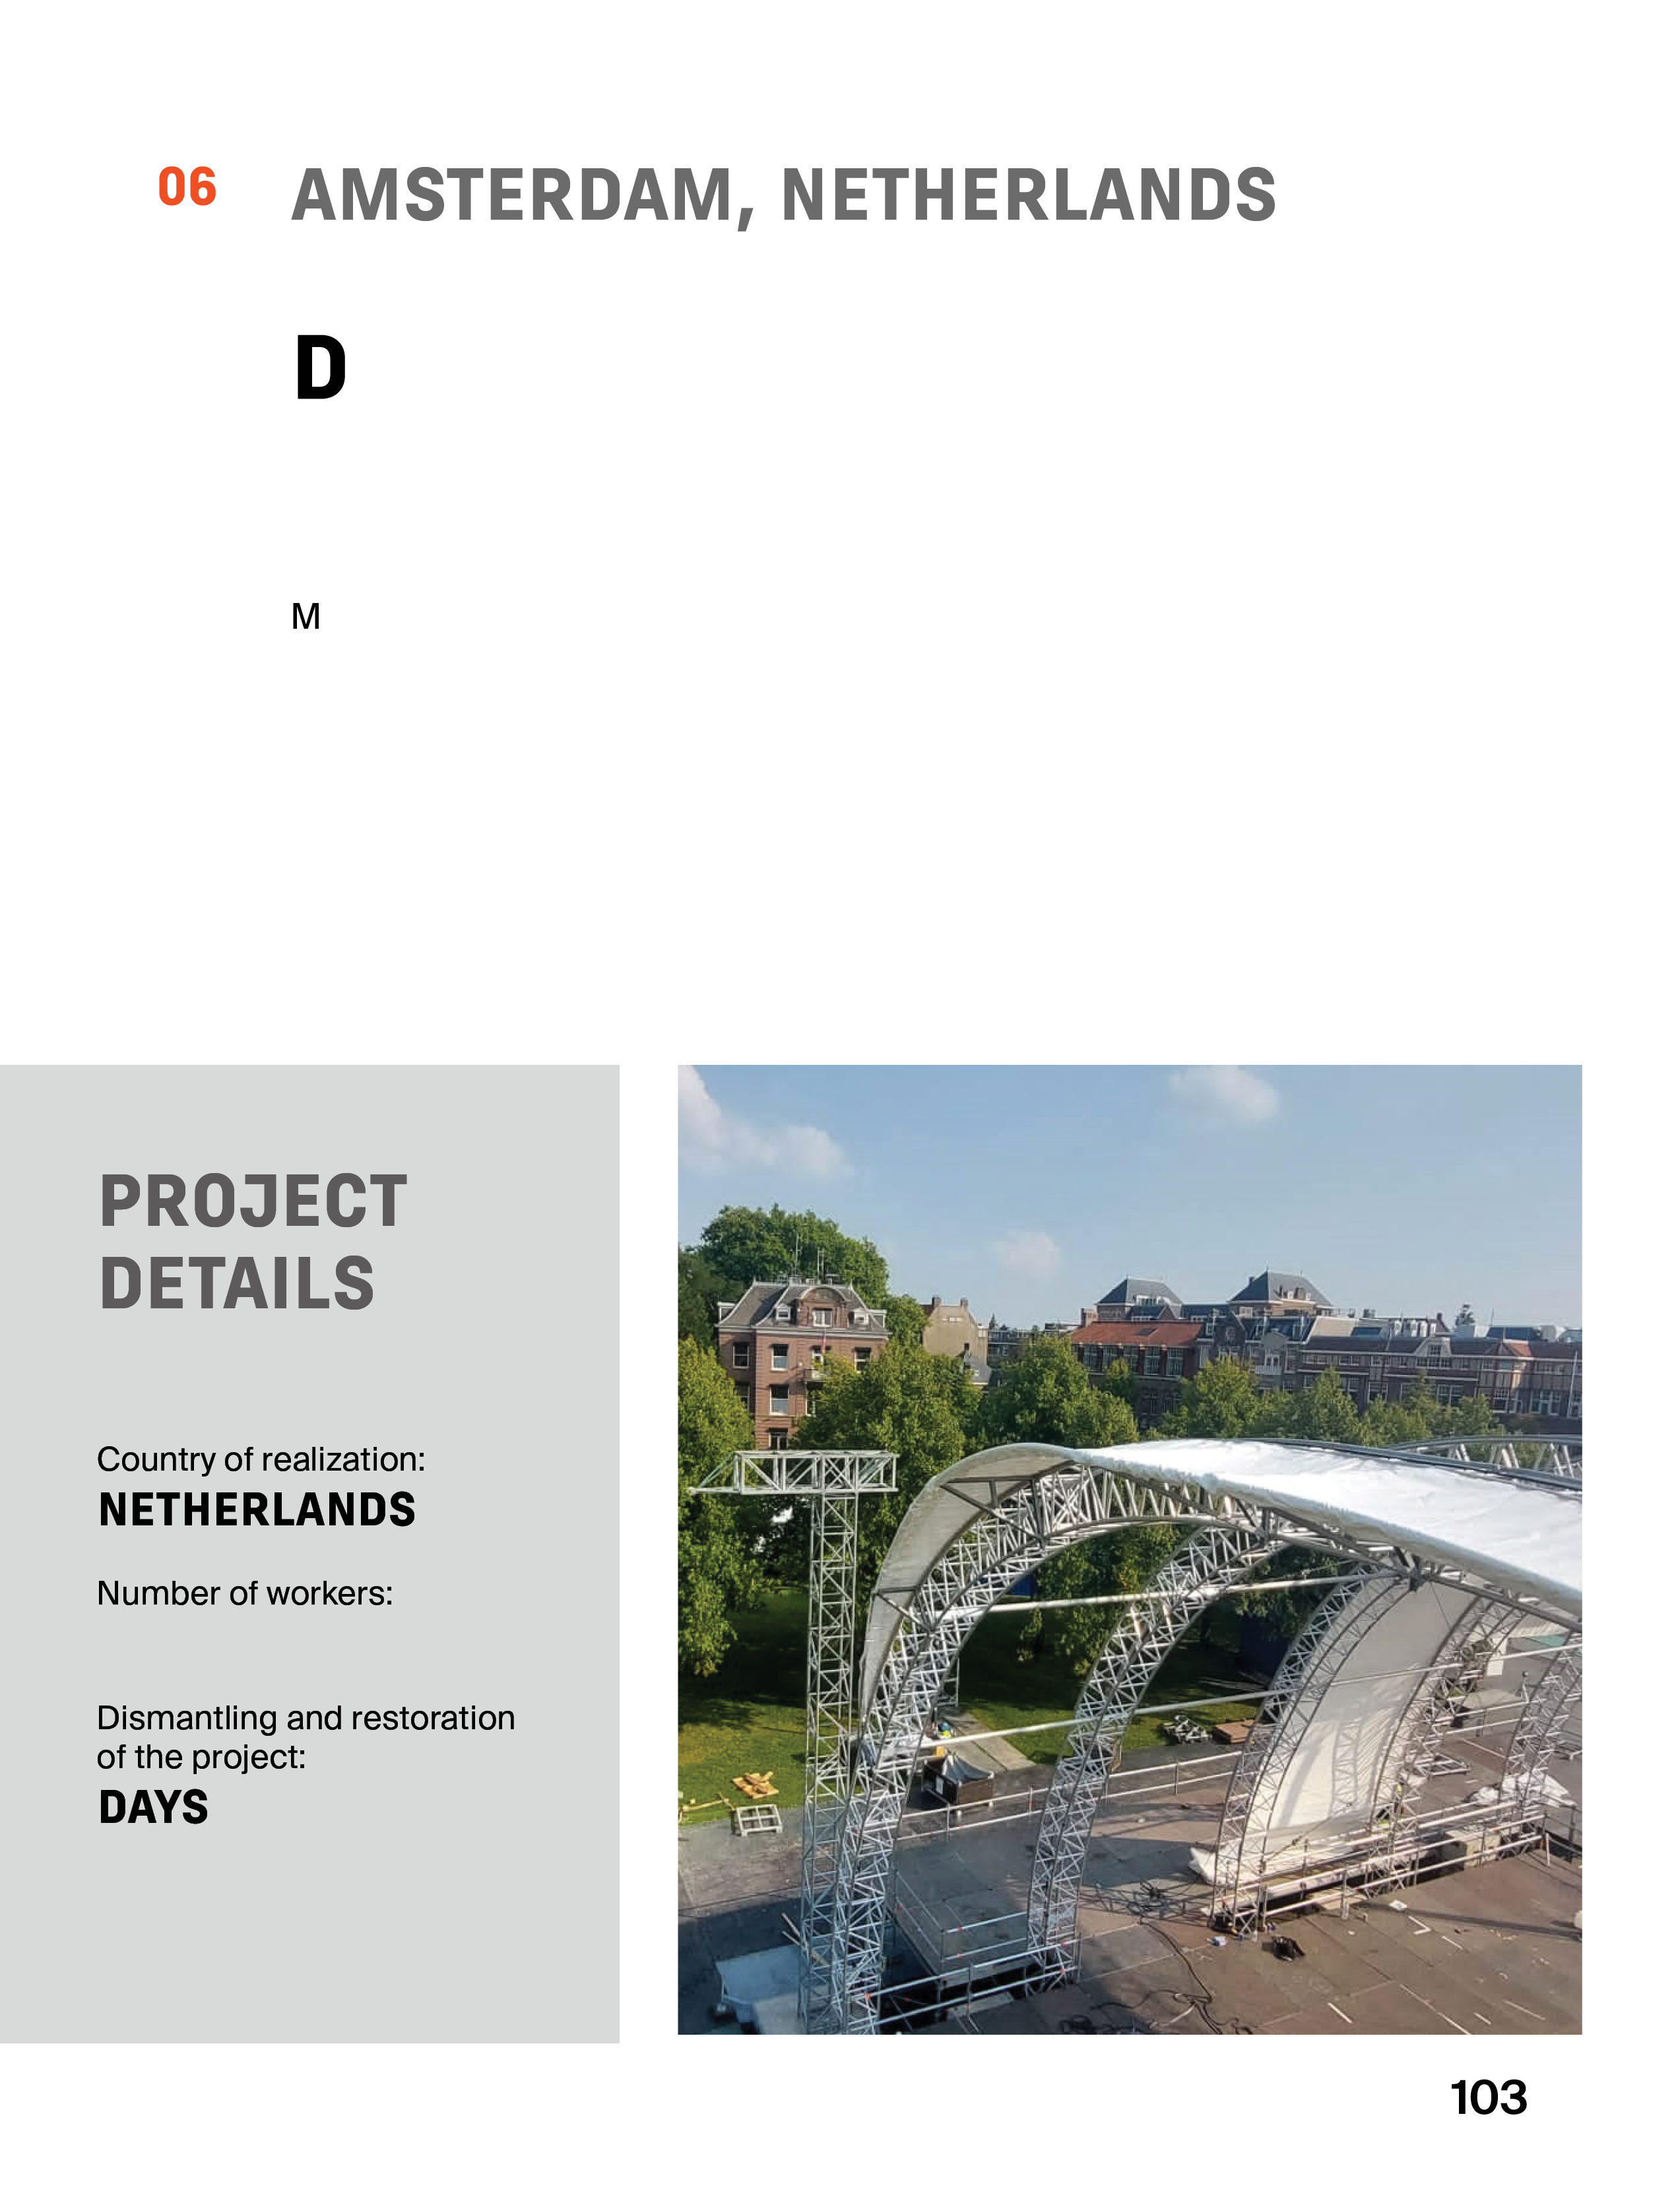 06 AMSTERDAM, NETHERLANDS
D
M
PROJECT
DETAILS
Country of realization:
NETHERLANDS
Number of workers:
Dismantling and restoration
of the project:
DAYS
103